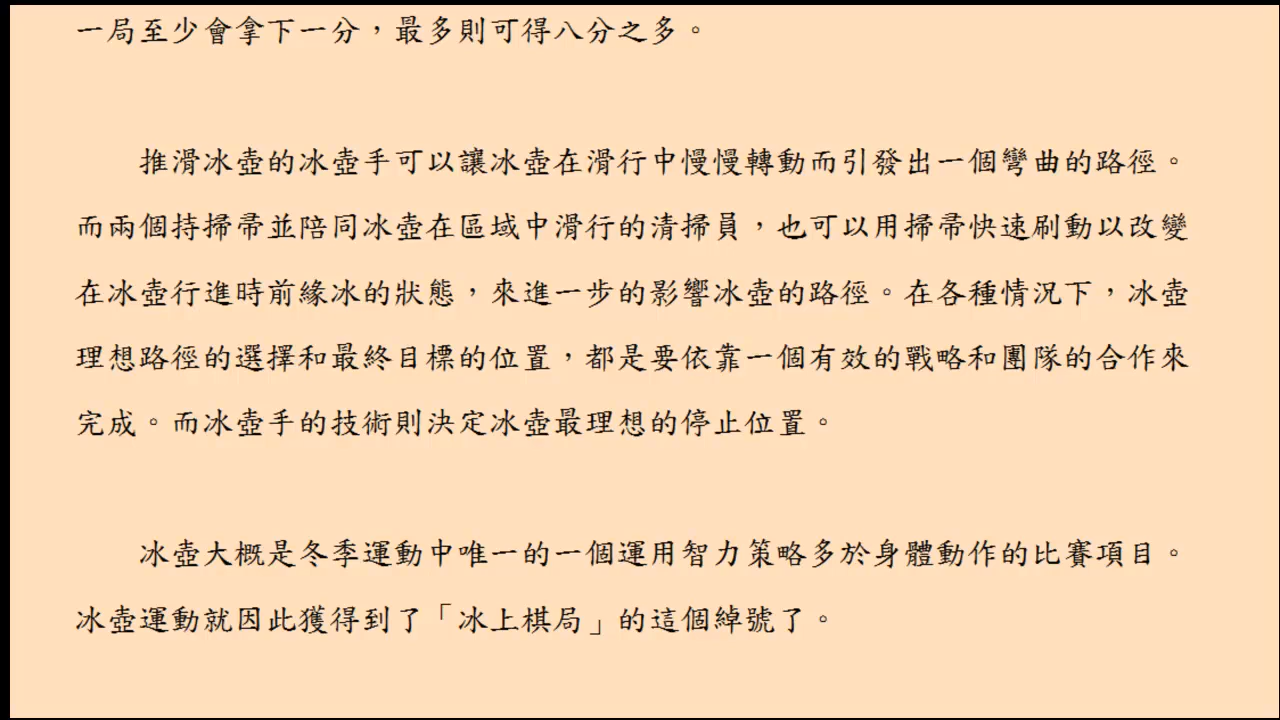 一局至少會拿下一分，最多則可得八分之多。
推滑冰壺的冰壺手可以讓冰壺在滑行中慢慢轉動而引發出一個彎曲的路徑。
而兩個持掃帚並陪同冰壺在區域中滑行的清掃員，也可以用掃帚快速刷動以改變
在冰壺行進時前緣冰的狀態，來進一步的影響冰壺的路徑。在各種情況下，冰壺
理想路徑的選擇和最終目標的位置，都是要依靠一個有效的戰略和團隊的合作來
完成。而冰壺手的技術則決定冰壺最理想的停止位置。
冰壺大概是冬季運動中唯一的一個運用智力策略多於身體動作的比賽項目。
冰壺運動就因此獲得到了「冰上棋局」的這個綽號了。